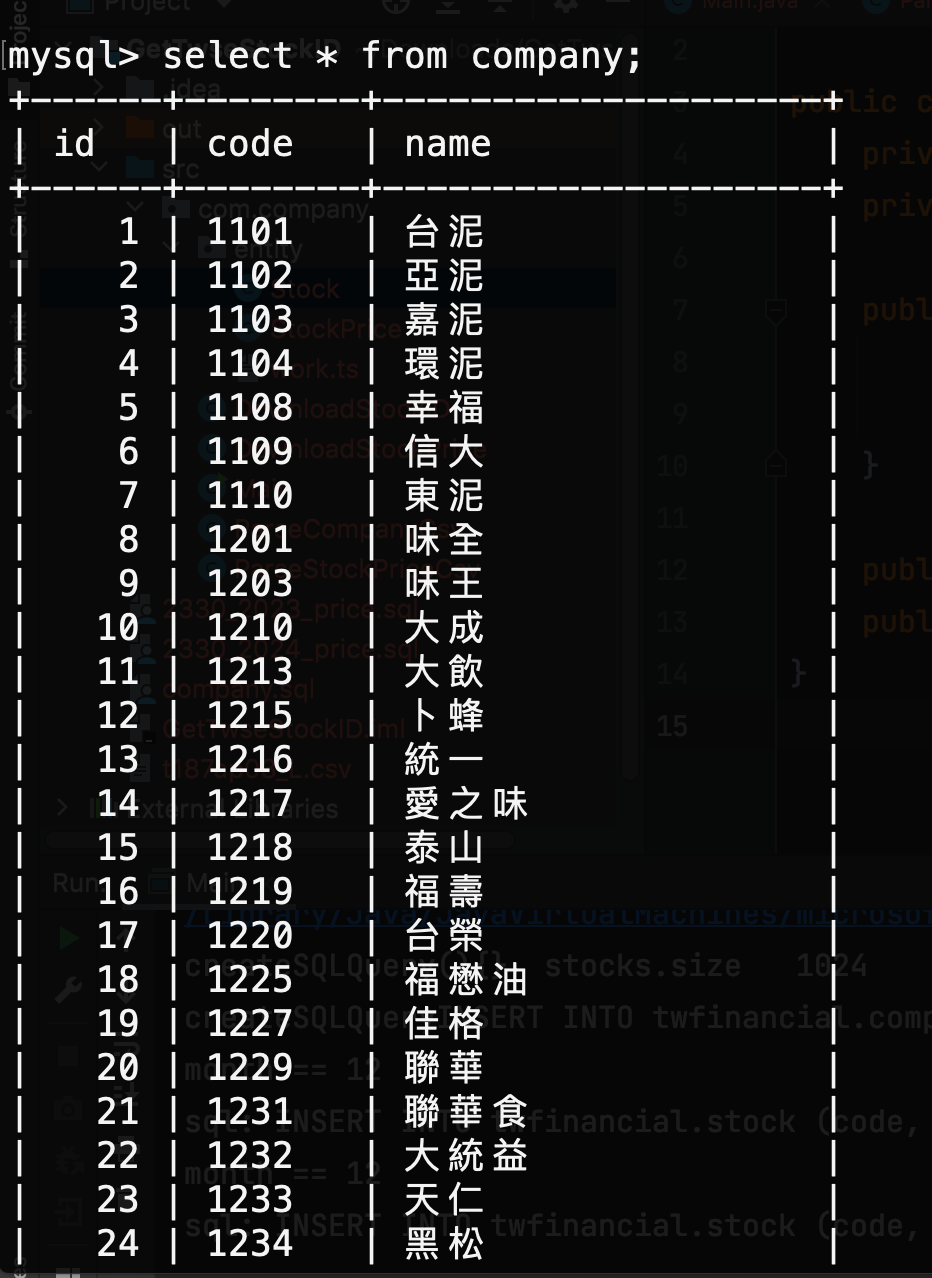 mysql> select * from company;
+------+---------+---------------------+
| id | code | name |
+------+---------+---------------------+
| 1 | 1101 | 台泥 |
| 2 | 1102 | 亞泥 |
| 3 | 1103 | 嘉泥 |
| 4 | 1104 | 環泥 |
| 5 | 1108 | 幸福 |
| 6 | 1109 | 信大 |
| 7 | 1110 | 東泥 |
| 8 | 1201 | 味全 |
| 9 | 1203 | 味王 |
| 10 | 1210 | 大成 |
| 11 | 1213 | 大飲 |
| 12 | 1215 | 卜蜂 |
| 13 | 1216 | 統一 |
| 14 | 1217 | 愛之味 |
| 15 | 1218 | 泰山 |
| 16 | 1219 | 福壽 |
| 17 | 1220 | 台榮 |
| 18 | 1225 | 福懋油 |
| 19 | 1227 | 佳格 |
| 20 | 1229 | 聯華 |
| 21 | 1231 | 聯華食 |
| 22 | 1232 | 大統益 |
| 23 | 1233 | 天仁 |
| 24 | 1234 | 黑松 |